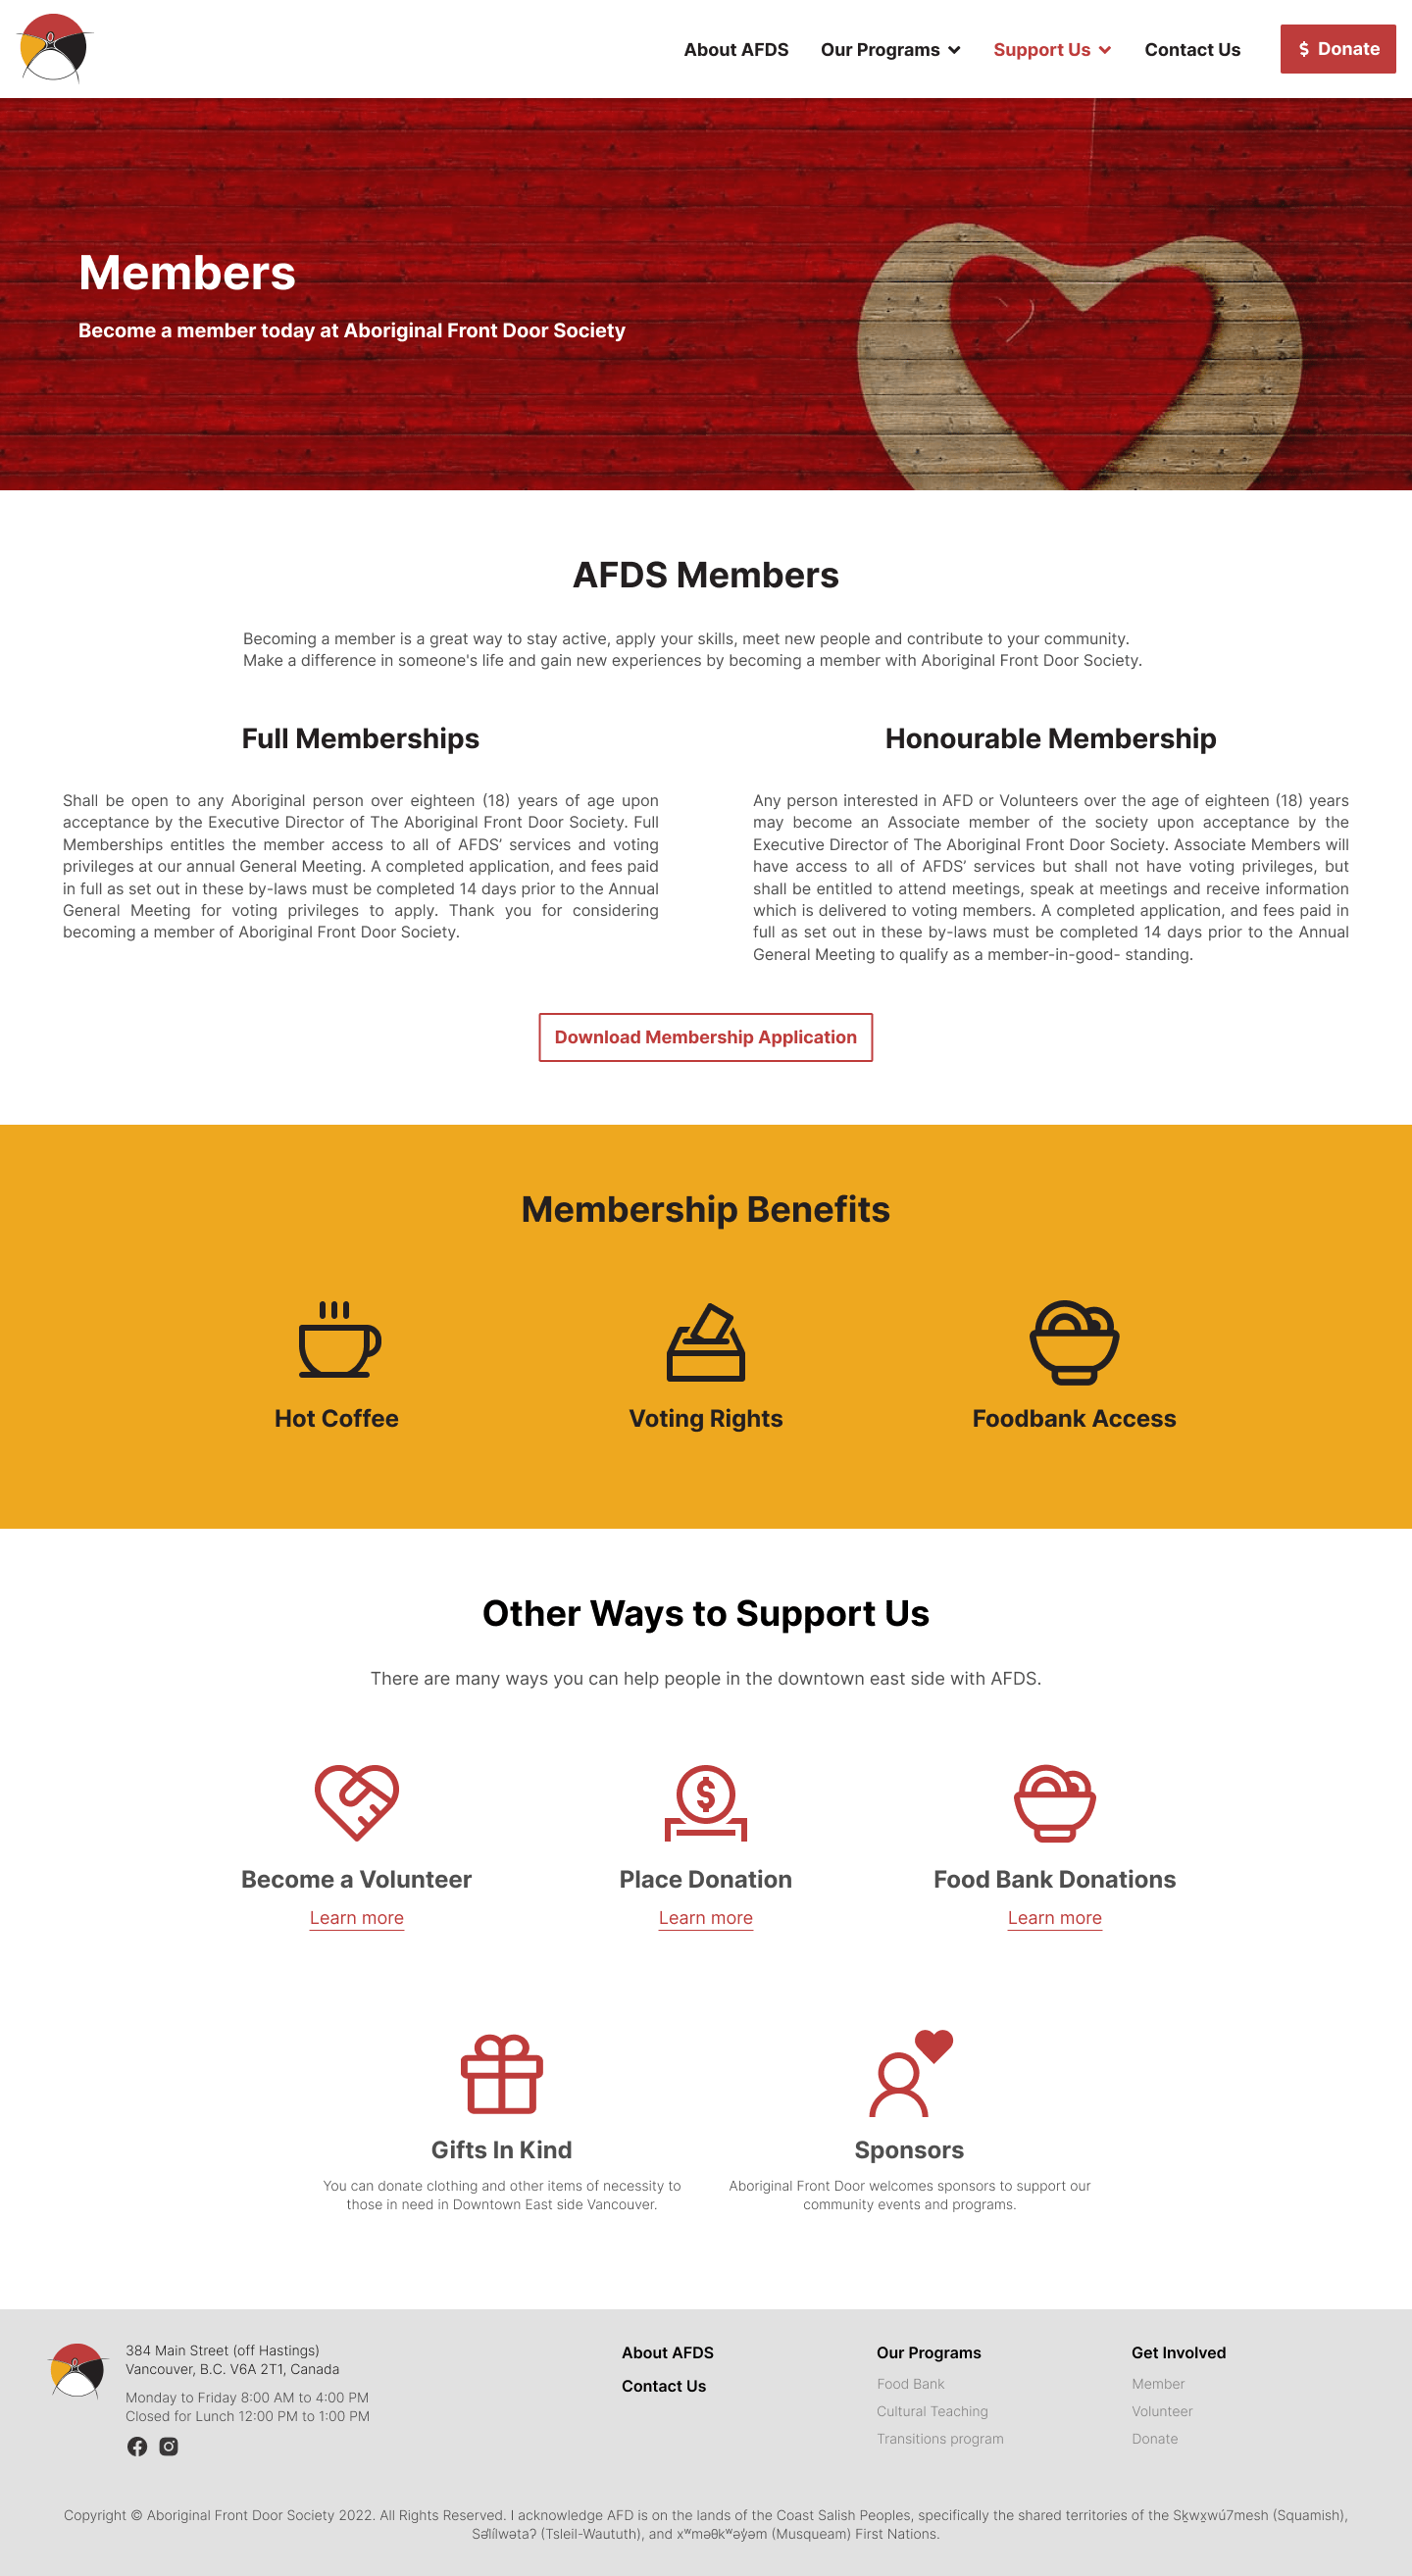 About AFDS
Our Programs
Support Us
Contact Us
$ Donate
Members
Become a member today at Aboriginal Front Door Society
AFDS Members
Becoming a member is a great way to stay active, apply your skills, meet new people and contribute to your community.
Make a difference in someone's life and gain new experiences by becoming a member with Aboriginal Front Door Society.
Full Memberships
Shall be open to any Aboriginal person over eighteen (18) years of age upon
acceptance by the Executive Director of The Aboriginal Front Door Society. Full
Memberships entitles the member access to all of AFDS’ services and voting
privileges at our annual General Meeting. A completed application, and fees paid
in full as set out in these by-laws must be completed 14 days prior to the Annual
General Meeting for voting privileges to apply. Thank you for considering
becoming a member of Aboriginal Front Door Society.
Honourable Membership
Any person interested in AFD or Volunteers over the age of eighteen (18) years
may become an Associate member of the society upon acceptance by the
Executive Director of The Aboriginal Front Door Society. Associate Members will
have access to all of AFDS’ services but shall not have voting privileges, but
shall be entitled to attend meetings, speak at meetings and receive information
which is delivered to voting members. A completed application, and fees paid in
full as set out in these by-laws must be completed 14 days prior to the Annual
General Meeting to qualify as a member-in-good- standing.
Download Membership Application
Membership Benefits
Hot Coffee
Voting Rights
Foodbank Access
Other Ways to Support Us
There are many ways you can help people in the downtown east side with AFDS.
Become a Volunteer
Learn more
Place Donation
Learn more
Food Bank Donations
Learn more
Gifts In Kind
You can donate clothing and other items of necessity to
those in need in Downtown East side Vancouver.
Sponsors
Aboriginal Front Door welcomes sponsors to support our
community events and programs.
384 Main Street (off Hastings)
Vancouver, B.C. V6A 2T1, Canada
Monday to Friday 8:00 AM to 4:00 PM
Closed for Lunch 12:00 PM to 1:00 PM
About AFDS
Contact Us
Our Programs
Food Bank
Cultural Teaching
Transitions program
Get Involved
Member
Volunteer
Donate
Copyright © Aboriginal Front Door Society 2022. All Rights Reserved. I acknowledge AFD is on the lands of the Coast Salish Peoples, specifically the shared territories of the Sḵwx̱wú7mesh (Squamish),
Səl̓ílwətaʔ (Tsleil-Waututh), and xʷməθkʷəy̓əm (Musqueam) First Nations.